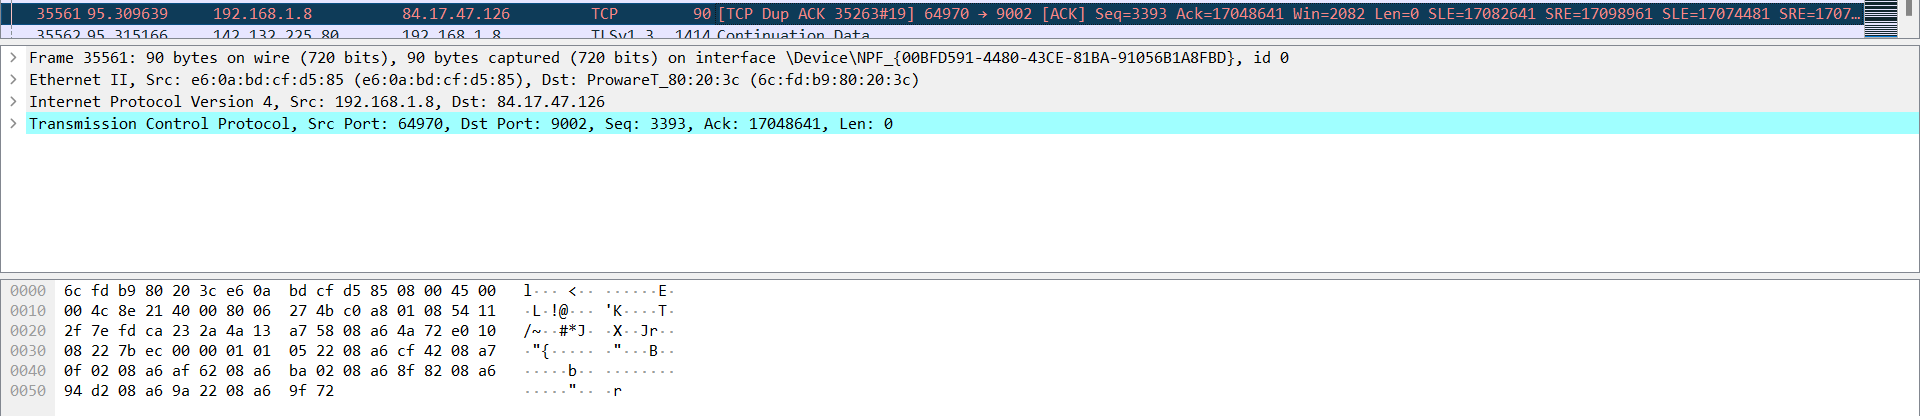 35561 95.309639 192.168.1.8 84.17.47.126 TCP 90 [TCP Dup ACK 35263#19] 64970 → 9002 [ACK] Seq=3393 Ack=17048641 Win=2082 Len=0 SLE=17082641 SRE=17098961 SLE=17074481 SRE=1707…
35562 95.315166 142.132.225.80 192.168.1.8 TLSv1.3 1414 Continuation Data
Frame 35561: 90 bytes on wire (720 bits), 90 bytes captured (720 bits) on interface \Device\NPF_{00BFD591-4480-43CE-81BA-91056B1A8FBD}, id 0
Ethernet II, Src: e6:0a:bd:cf:d5:85 (e6:0a:bd:cf:d5:85), Dst: ProwareT_80:20:3c (6c:fd:b9:80:20:3c)
Internet Protocol Version 4, Src: 192.168.1.8, Dst: 84.17.47.126
Transmission Control Protocol, Src Port: 64970, Dst Port: 9002, Seq: 3393, Ack: 17048641, Len: 0
0000 6c fd b9 80 20 3c e6 0a bd cf d5 85 08 00 45 00 l··· <·· ······E·
0010 00 4c 8e 21 40 00 80 06 27 4b c0 a8 01 08 54 11 ·L·!@··· 'K····T·
0020 2f 7e fd ca 23 2a 4a 13 a7 58 08 a6 4a 72 e0 10 /~··#*J· ·X··Jr··
0030 08 22 7b ec 00 00 01 01 05 22 08 a6 cf 42 08 a7 ·"{····· ·"···B··
0040 0f 02 08 a6 af 62 08 a6 ba 02 08 a6 8f 82 08 a6 ·····b·· ········
0050 94 d2 08 a6 9a 22 08 a6 9f 72 ·····"·· ·r